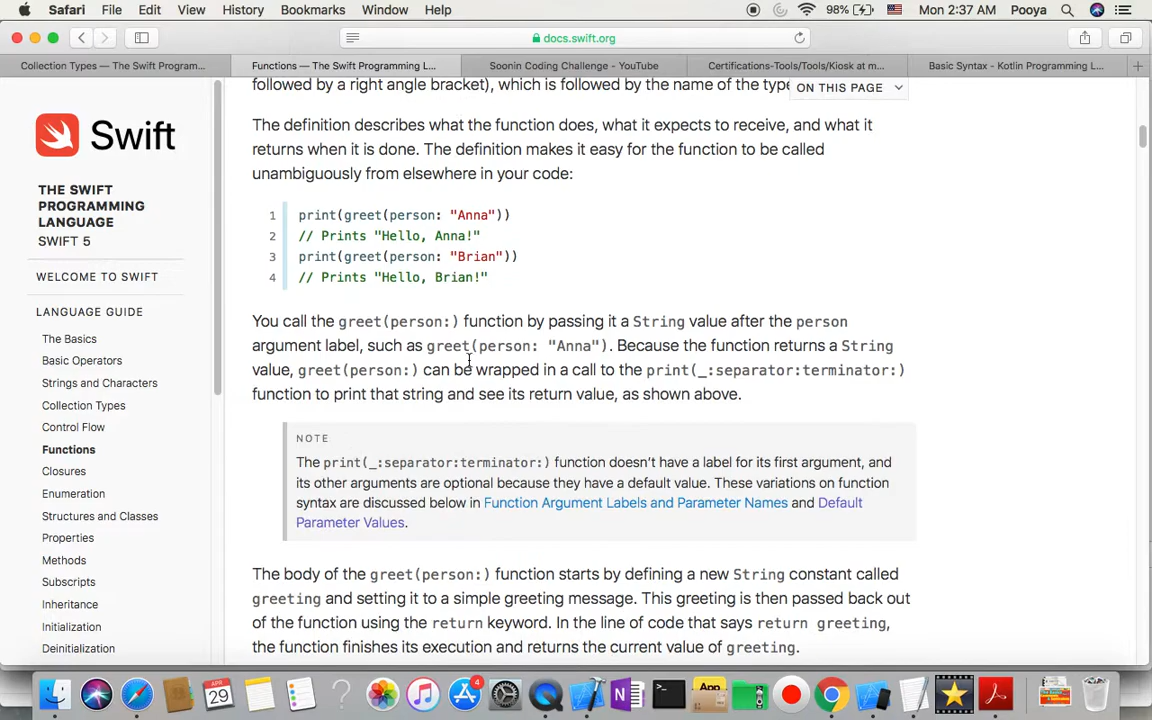 Safari File Edit View History Bookmarks Window Help 98% Mon 2:37 AM Pooya
docs.swift.org
Collection Types — The Swift Program... Functions — The Swift Programming L... Soonin Coding Challenge - YouTube Certifications-Tools/Tools/Kiosk at m... Basic Syntax - Kotlin Programming L...
followed by a right angle bracket), which is followed by the name of the type
ON THIS PAGE
Swift
THE SWIFT
PROGRAMMING
LANGUAGE
SWIFT 5
WELCOME TO SWIFT
LANGUAGE GUIDE
The Basics
Basic Operators
Strings and Characters
Collection Types
Control Flow
Functions
Closures
Enumeration
Structures and Classes
Properties
Methods
Subscripts
Inheritance
Initialization
Deinitialization
The definition describes what the function does, what it expects to receive, and what it
returns when it is done. The definition makes it easy for the function to be called
unambiguously from elsewhere in your code:
1 print(greet(person: "Anna"))
2 // Prints "Hello, Anna!"
3 print(greet(person: "Brian"))
4 // Prints "Hello, Brian!"
You call the greet(person:) function by passing it a String value after the person
argument label, such as greet(person: "Anna"). Because the function returns a String
value, greet(person:) can be wrapped in a call to the print(_:separator:terminator:)
function to print that string and see its return value, as shown above.
NOTE
The print(_:separator:terminator:) function doesn't have a label for its first argument, and
its other arguments are optional because they have a default value. These variations on function
syntax are discussed below in Function Argument Labels and Parameter Names and Default
Parameter Values.
The body of the greet(person:) function starts by defining a new String constant called
greeting and setting it to a simple greeting message. This greeting is then passed back out
of the function using the return keyword. In the line of code that says return greeting,
the function finishes its execution and returns the current value of greeting.
APR
29
4
App